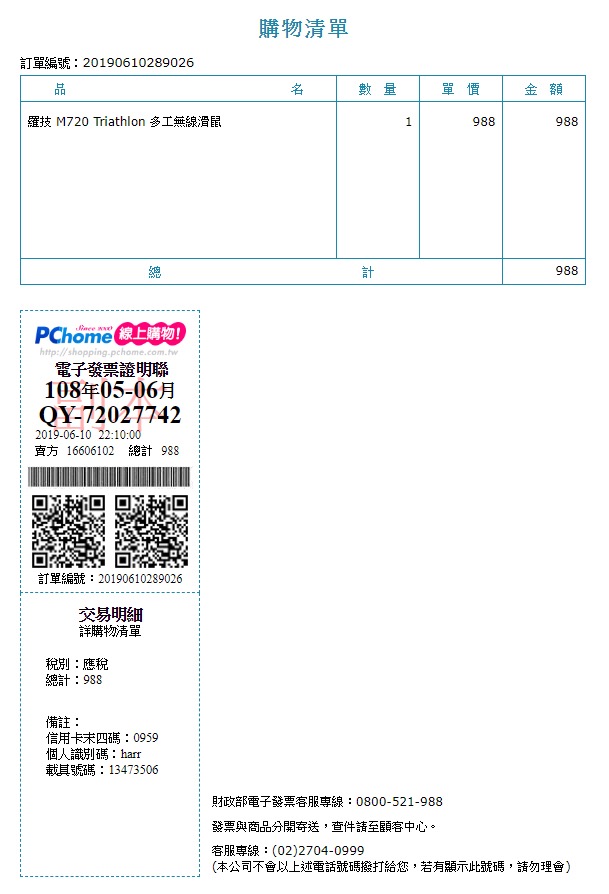 購物清單
訂單編號：20190610289026
品 名 數 量 單 價 金 額
羅技 M720 Triathlon 多工無線滑鼠 1 988 988
總 計 988
Since 2000
PChome 線上購物!
http://shopping.pchome.com.tw
電子發票證明聯
108年05-06月
副本
QY-72027742
2019-06-10 22:10:00
賣方 16606102 總計 988
訂單編號：20190610289026
交易明細
詳購物清單
稅別：應稅
總計：988
備註：
信用卡末四碼：0959
個人識別碼：harr
載具號碼：13473506
財政部電子發票客服專線：0800-521-988
發票與商品分開寄送，查件請至顧客中心。
客服專線：(02)2704-0999
(本公司不會以上述電話號碼撥打給您，若有顯示此號碼，請勿理會)